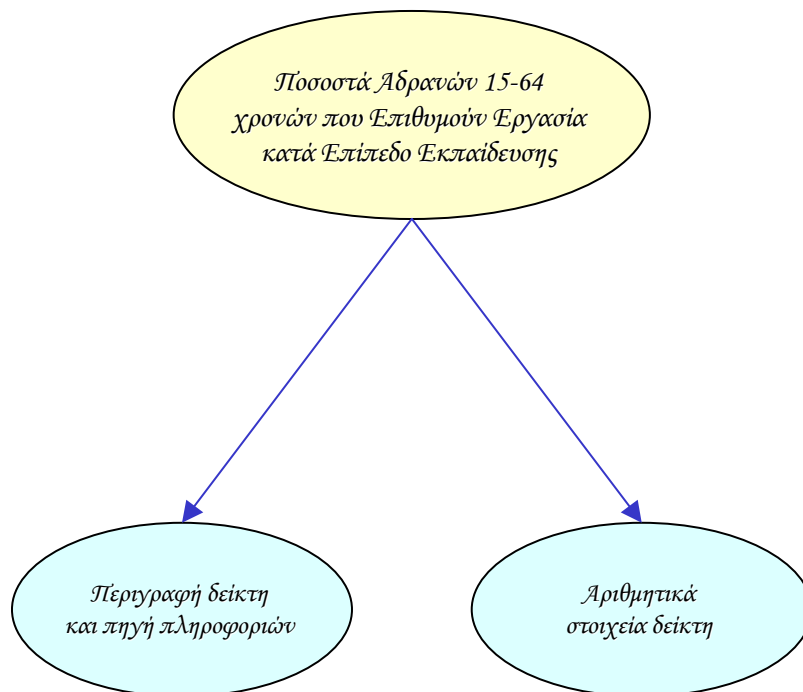 Ποσοστά Αδρανών 15-64
χρονών που Επιθυμούν Εργασία
κατά Επίπεδο Εκπαίδευσης
Περιγραφή δείκτη
και πηγή πληροφοριών
Αριθμητικά
στοιχεία δείκτη